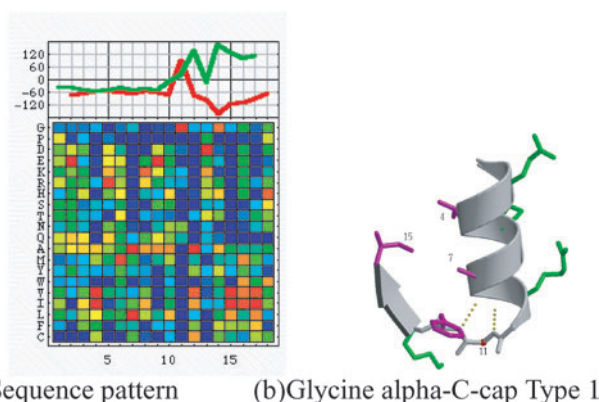 120
60
0
-60
-120
G
P
D
E
K
R
H
S
T
N
Q
A
M
Y
W
V
I
L
F
C
5 10 15
4
15
7
11
Sequence pattern (b)Glycine alpha-C-cap Type 1